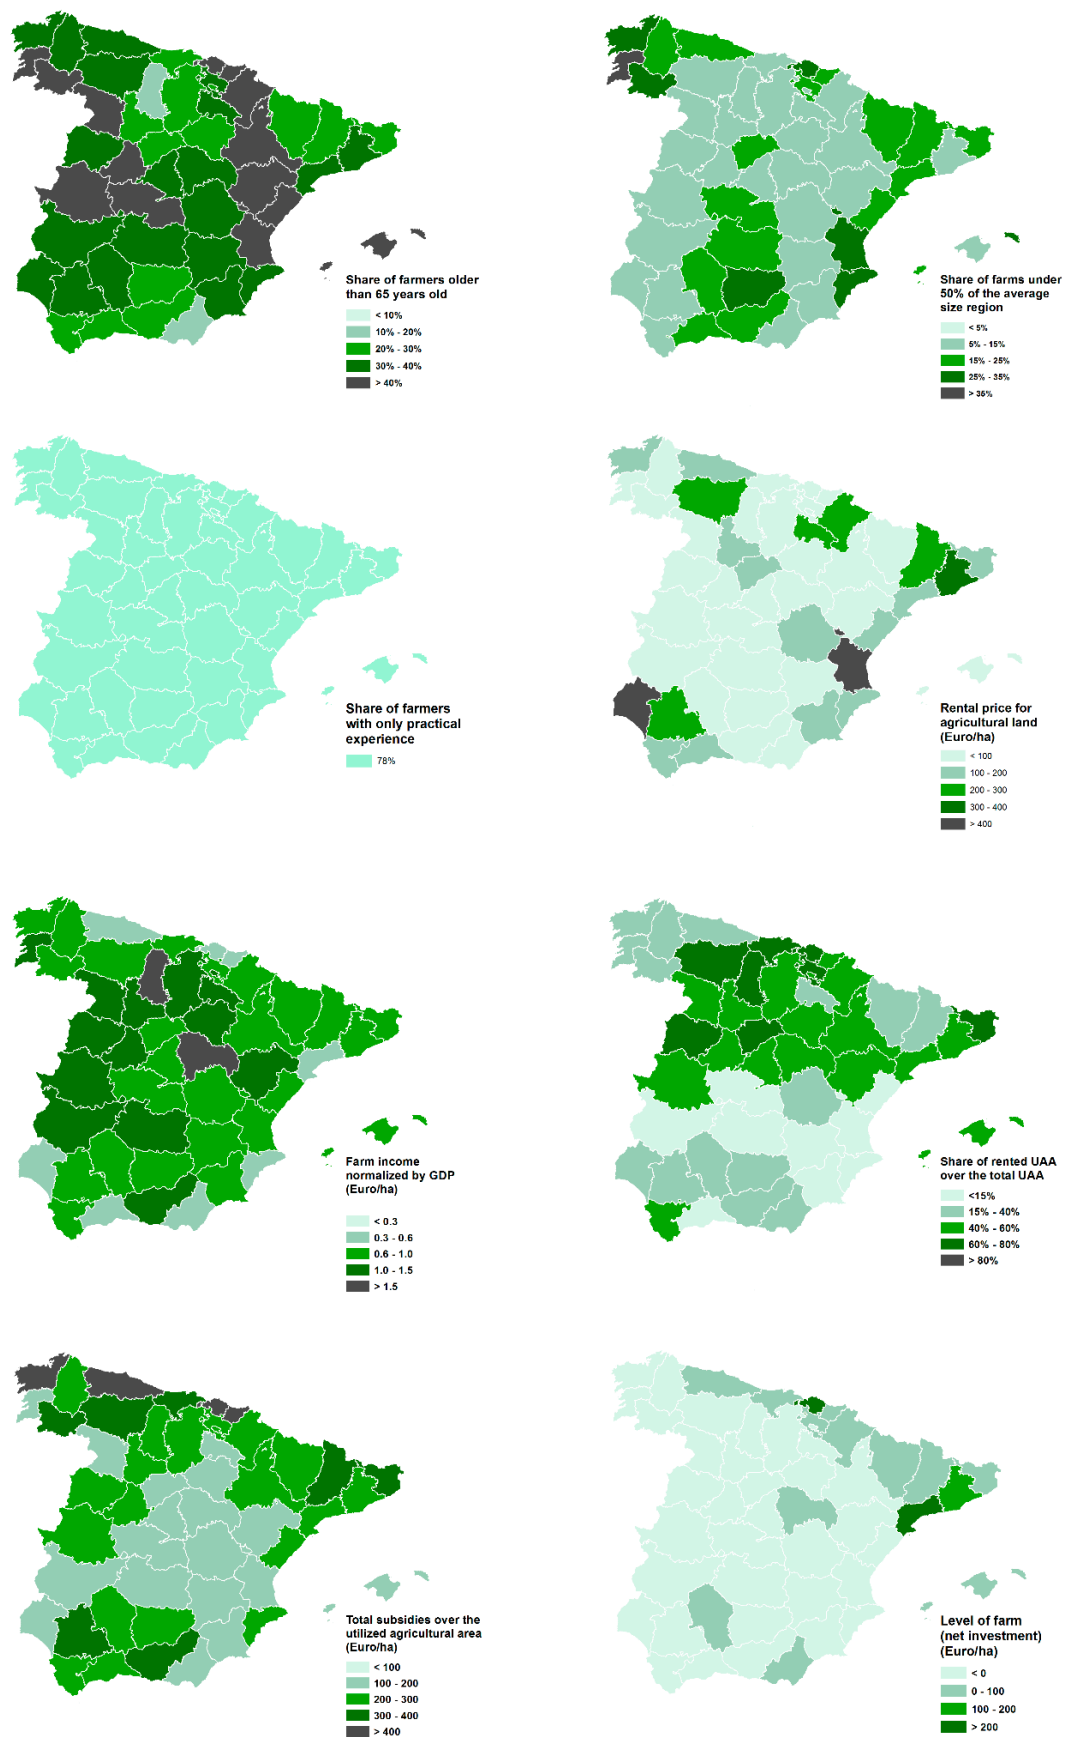 Share of farmers older
than 65 years old
< 10%
10% - 20%
20% - 30%
30% - 40%
> 40%
Share of farms under
50% of the average
size region
< 5%
5% - 15%
15% - 25%
25% - 35%
> 35%
Share of farmers
with only practical
experience
78%
Rental price for
agricultural land
(Euro/ha)
< 100
100 - 200
200 - 300
300 - 400
> 400
Farm income
normalized by GDP
(Euro/ha)
< 0.3
0.3 - 0.6
0.6 - 1.0
1.0 - 1.5
> 1.5
Share of rented UAA
over the total UAA
<15%
15% - 40%
40% - 60%
60% - 80%
> 80%
Total subsidies over the
utilized agricultural area
(Euro/ha)
< 100
100 - 200
200 - 300
300 - 400
> 400
Level of farm
(net investment)
(Euro/ha)
< 0
0 - 100
100 - 200
> 200